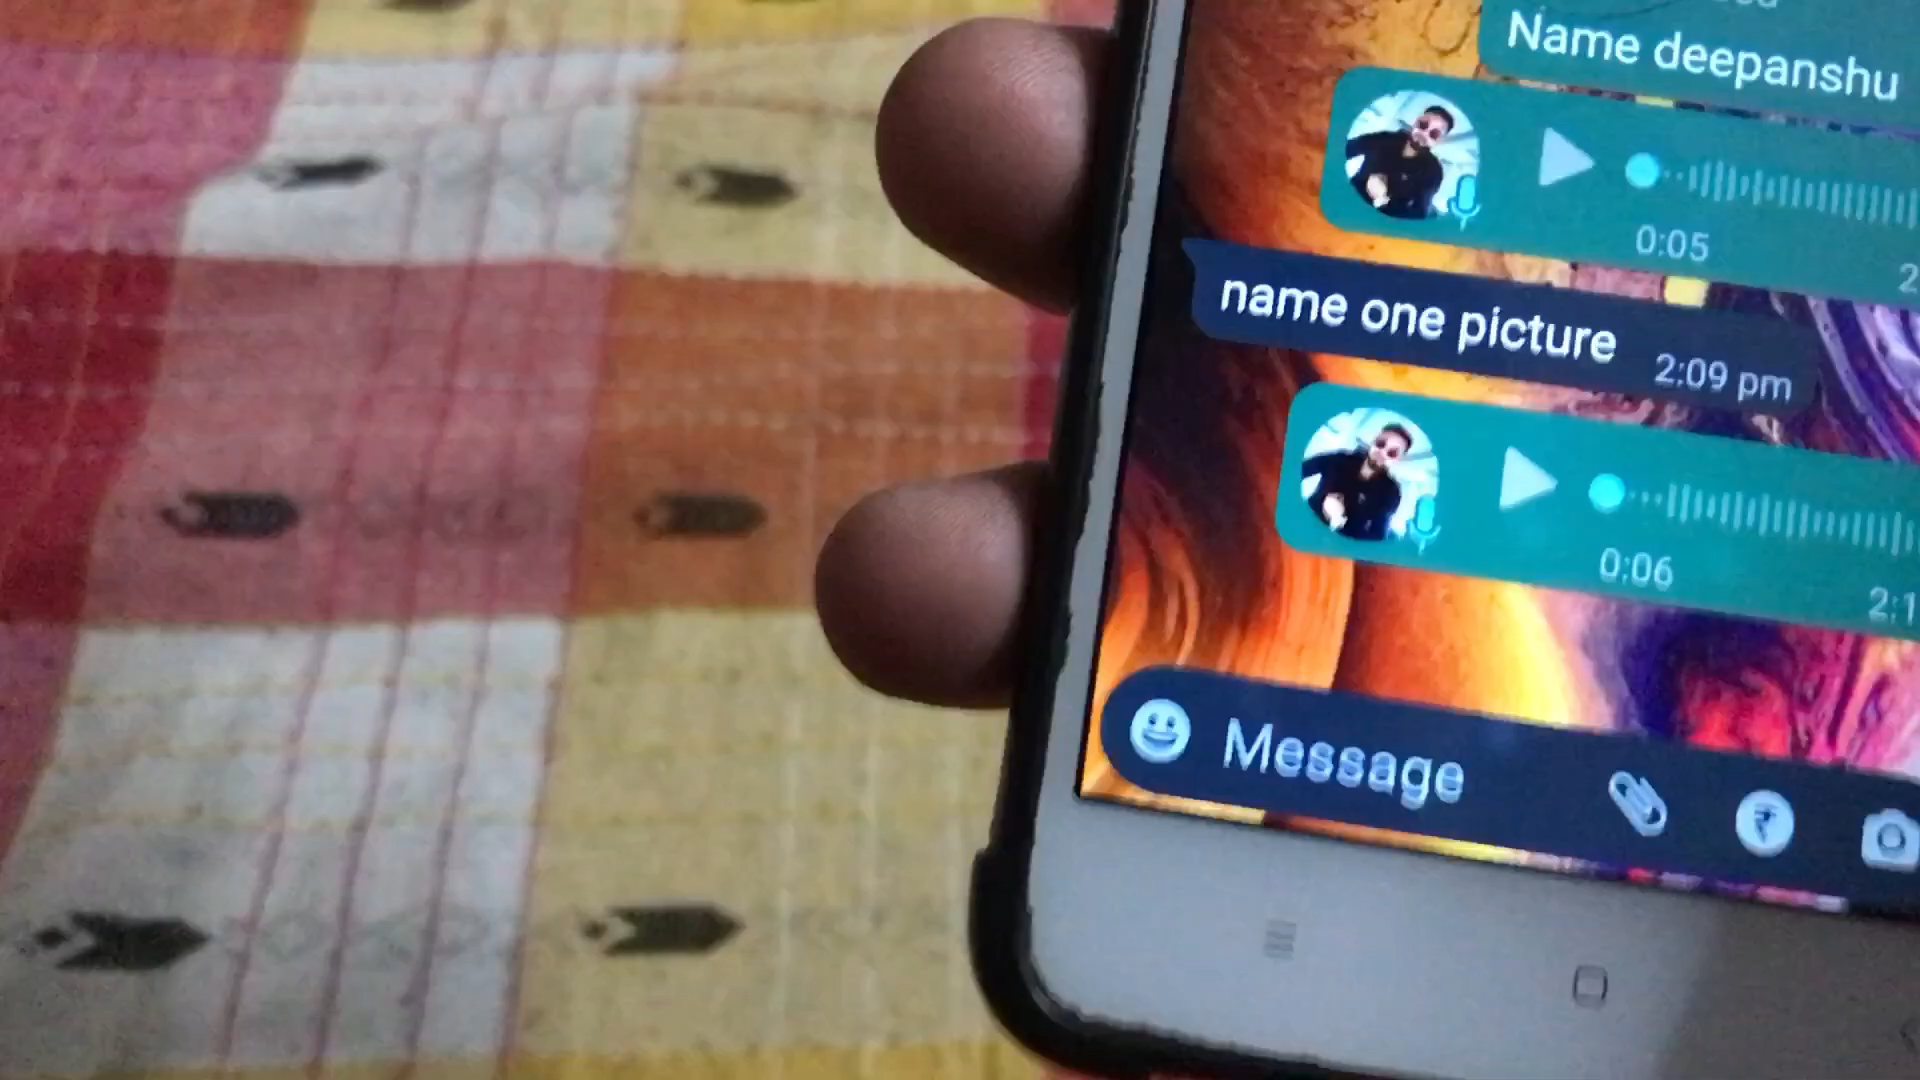 Name deepanshu
0:05
name one picture
2:09 pm
0:06
Message